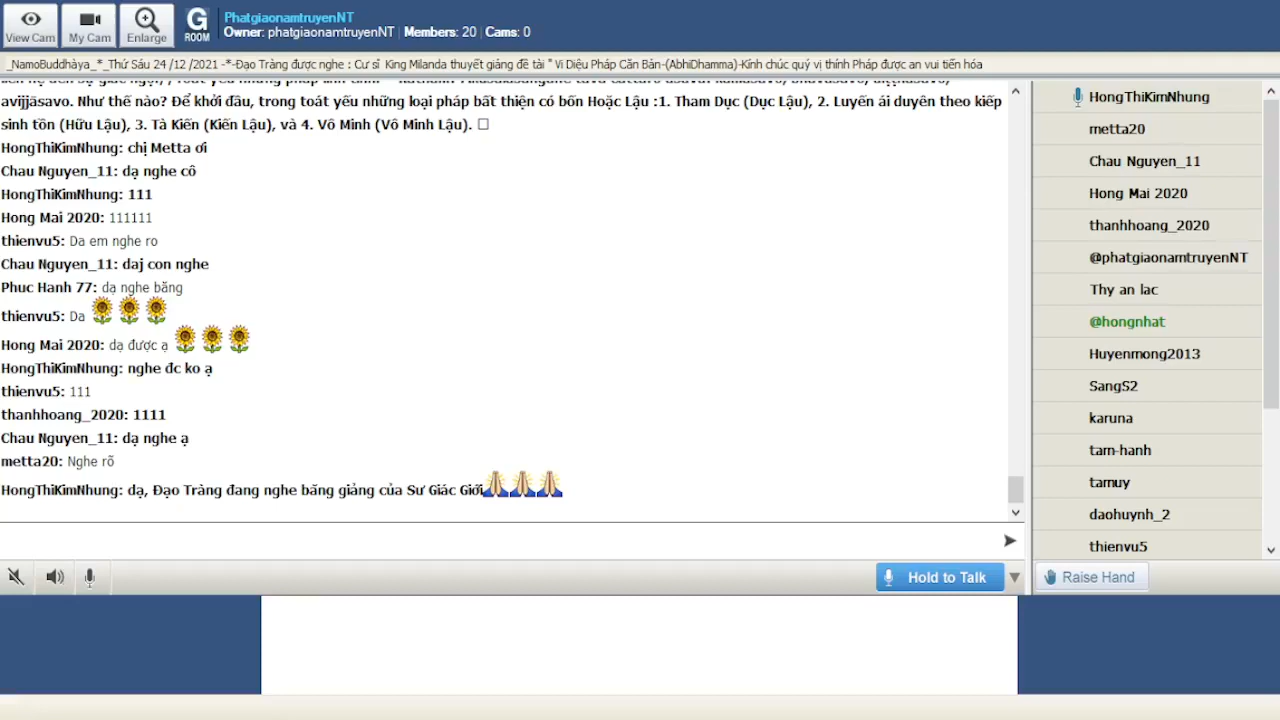 View Cam
My Cam
Enlarge
G
ROOM
PhatgiaonamtruyenNT
Owner: phatgiaonamtruyenNT | Members: 20 | Cams: 0
_NamoBuddhàya_*_Thứ Sáu 24 /12 /2021 -*-Đạo Tràng được nghe : Cư sĩ King Milanda thuyết giảng đề tài " Vi Diệu Pháp Căn Bản-(AbhiDhamma)-Kính chúc quý vị thính Pháp được an vui tiến hóa
avijjāsavo. Như thế nào? Để khởi đầu, trong toát yếu những loại pháp bất thiện có bốn Hoặc Lậu :1. Tham Dục (Dục Lậu), 2. Luyến ái duyên theo kiếp
sinh tồn (Hữu Lậu), 3. Tà Kiến (Kiến Lậu), và 4. Vô Minh (Vô Minh Lậu).
HongThiKimNhung: chị Metta ơi
Chau Nguyen_11: dạ nghe cô
HongThiKimNhung: 111
Hong Mai 2020: 111111
thienvu5: Da em nghe ro
Chau Nguyen_11: daj con nghe
Phuc Hanh 77: dạ nghe băng
thienvu5: Da
Hong Mai 2020: dạ được ạ
HongThiKimNhung: nghe đc ko ạ
thienvu5: 111
thanhhoang_2020: 1111
Chau Nguyen_11: dạ nghe ạ
metta20: Nghe rõ
HongThiKimNhung: dạ, Đạo Tràng đang nghe băng giảng của Sư Giác Giới
Hold to Talk
HongThiKimNhung
metta20
Chau Nguyen_11
Hong Mai 2020
thanhhoang_2020
@phatgiaonamtruyenNT
Thy an lac
@hongnhat
Huyenmong2013
SangS2
karuna
tam-hanh
tamuy
daohuynh_2
thienvu5
Raise Hand